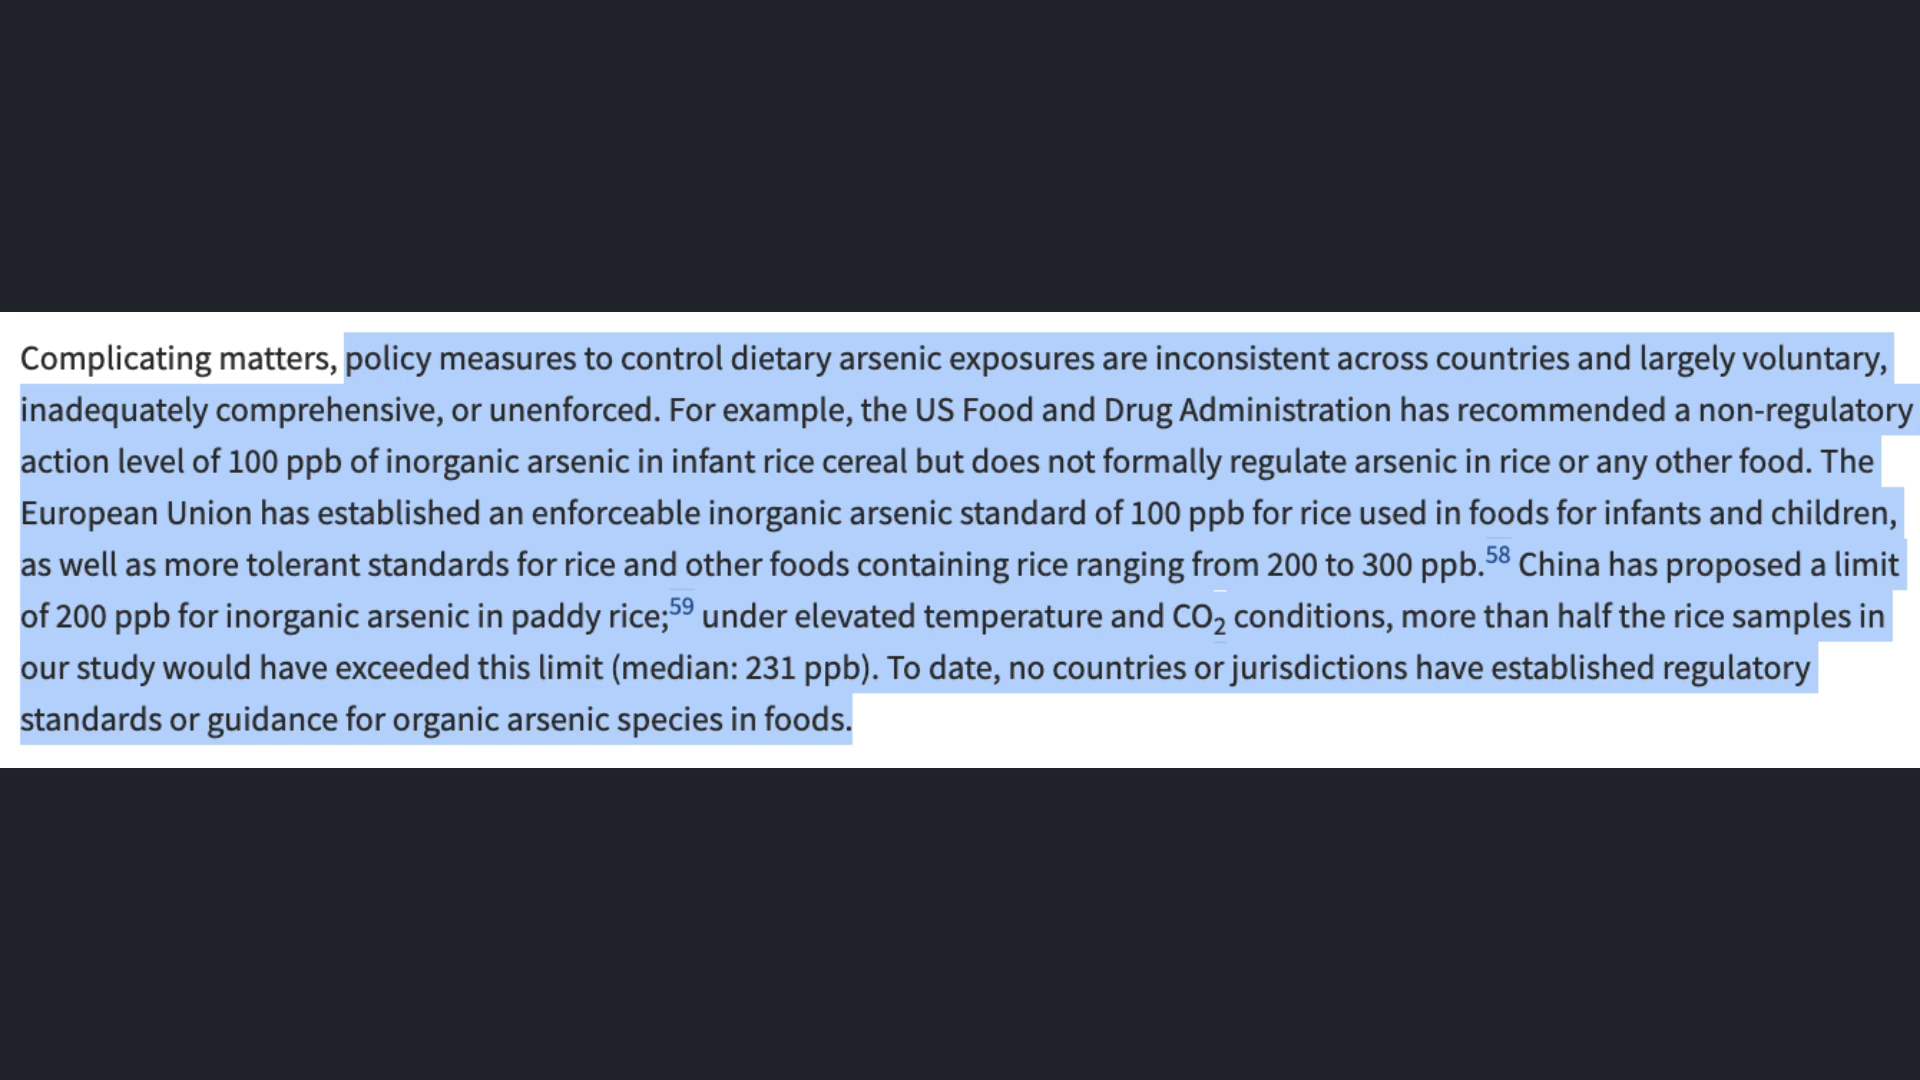 Complicating matters, policy measures to control dietary arsenic exposures are inconsistent across countries and largely voluntary,
inadequately comprehensive, or unenforced. For example, the US Food and Drug Administration has recommended a non-regulatory
action level of 100 ppb of inorganic arsenic in infant rice cereal but does not formally regulate arsenic in rice or any other food. The
European Union has established an enforceable inorganic arsenic standard of 100 ppb for rice used in foods for infants and children,
as well as more tolerant standards for rice and other foods containing rice ranging from 200 to 300 ppb.58 China has proposed a limit
of 200 ppb for inorganic arsenic in paddy rice;59 under elevated temperature and CO2 conditions, more than half the rice samples in
our study would have exceeded this limit (median: 231 ppb). To date, no countries or jurisdictions have established regulatory
standards or guidance for organic arsenic species in foods.